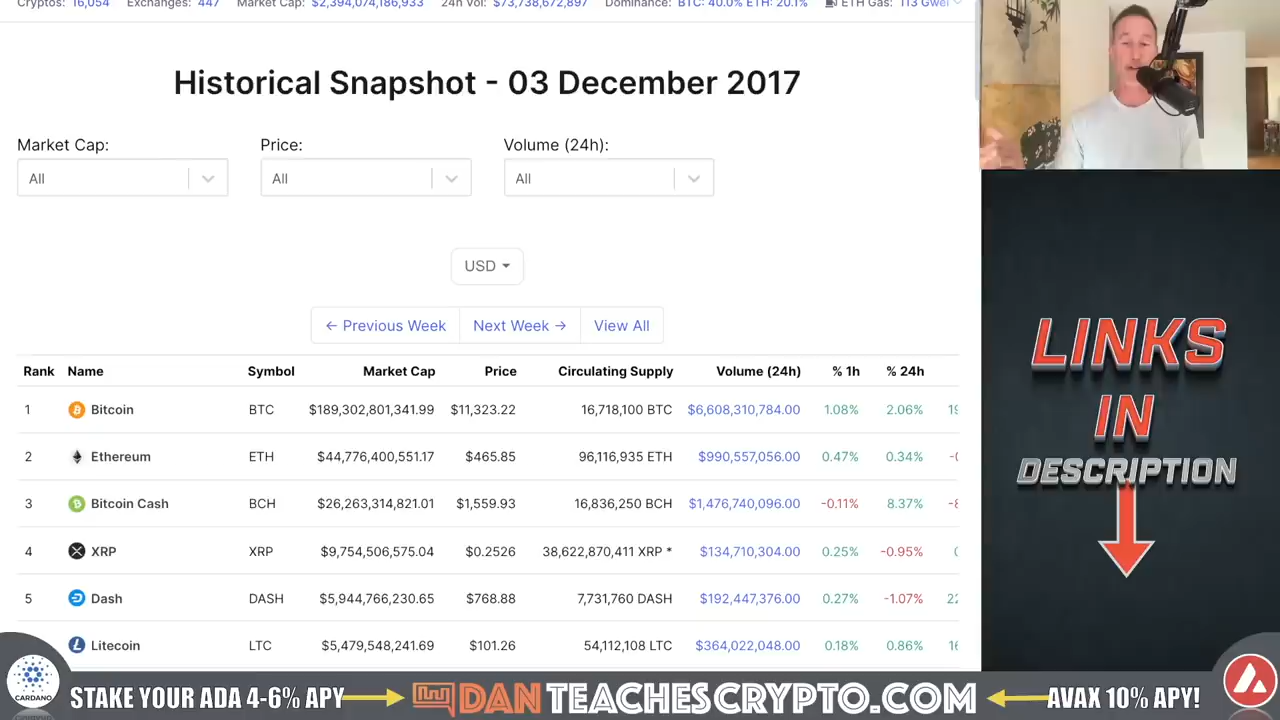 Cryptos: 16,054 Exchanges: 447 Market Cap: $2,394,074,186,933 24h Vol: $73,738,672,897 Dominance: BTC: 40.0% ETH: 20.1% ETH Gas: 113 Gwei
Historical Snapshot - 03 December 2017
Market Cap: Price: Volume (24h):
All All All
USD
← Previous Week Next Week → View All
Rank Name Symbol Market Cap Price Circulating Supply Volume (24h) % 1h % 24h
1 Bitcoin BTC $189,302,801,341.99 $11,323.22 16,718,100 BTC $6,608,310,784.00 1.08% 2.06%
2 Ethereum ETH $44,776,400,551.17 $465.85 96,116,935 ETH $990,557,056.00 0.47% 0.34%
3 Bitcoin Cash BCH $26,263,314,821.01 $1,559.93 16,836,250 BCH $1,476,740,096.00 -0.11% 8.37%
4 XRP XRP $9,754,506,575.04 $0.2526 38,622,870,411 XRP * $134,710,304.00 0.25% -0.95%
5 Dash DASH $5,944,766,230.65 $768.88 7,731,760 DASH $192,447,376.00 0.27% -1.07%
6 Litecoin LTC $5,479,548,241.69 $101.26 54,112,108 LTC $364,022,048.00 0.18% 0.86%
LINKS
IN
DESCRIPTION
CARDANO
STAKE YOUR ADA 4-6% APY
DANTEACHESCRYPTO.COM
AVAX 10% APY!